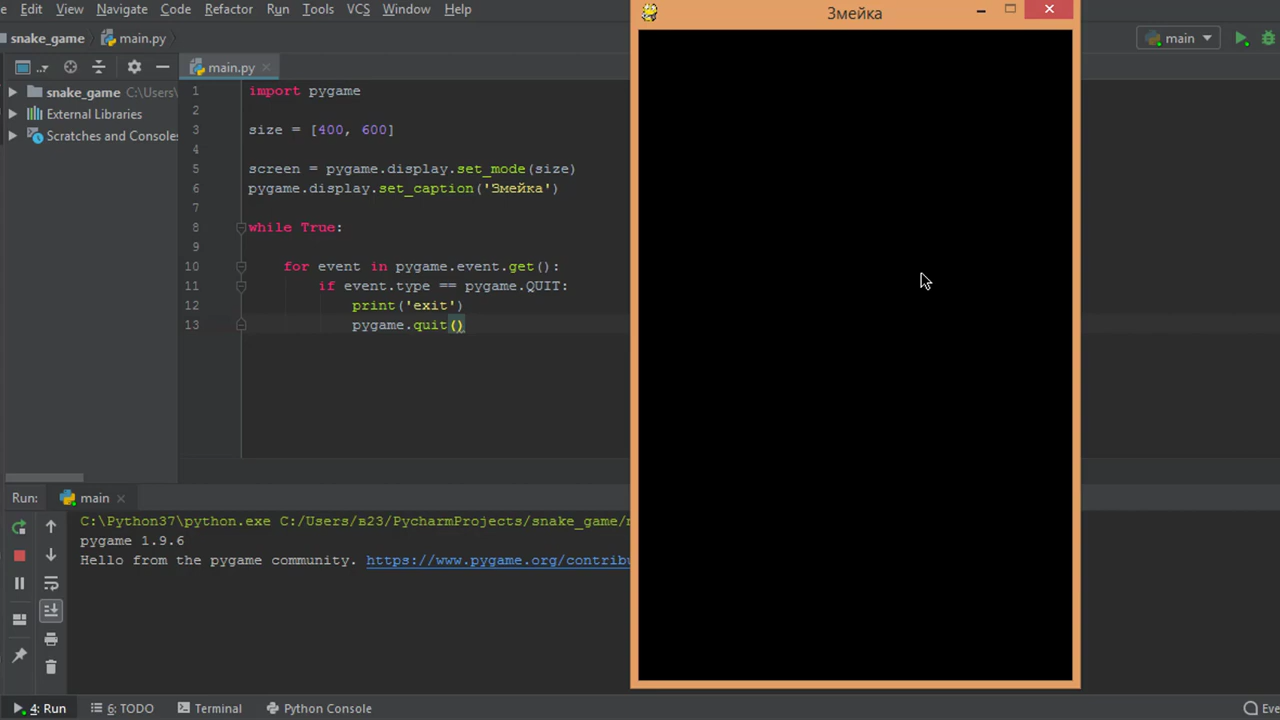 Edit View Navigate Code Refactor Run Tools VCS Window Help
Змейка
snake_game main.py
main
main.py
snake_game C:\Users\
External Libraries
Scratches and Consoles
1 import pygame
2
3 size = [400, 600]
4
5 screen = pygame.display.set_mode(size)
6 pygame.display.set_caption('Змейка')
7
8 while True:
9
10 for event in pygame.event.get():
11 if event.type == pygame.QUIT:
12 print('exit')
13 pygame.quit()
Run: main
C:\Python37\python.exe C:/Users/в23/PycharmProjects/snake_game/
pygame 1.9.6
Hello from the pygame community. https://www.pygame.org/contribu
4: Run 6: TODO Terminal Python Console